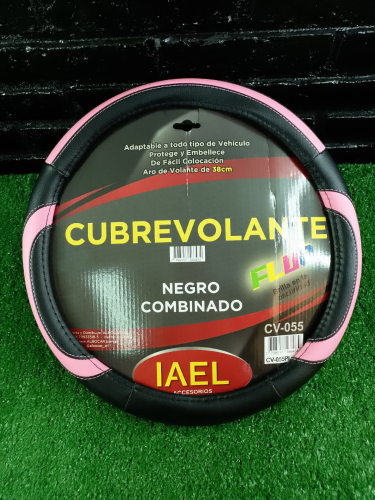 Adaptable a todo tipo de Vehículo
Protege y Embellece
De Fácil Colocación
Aro de Volante de 38cm
CUBREVOLANTE
FLUO
NEGRO
COMBINADO
CV-055
IAEL
ACCESORIOS